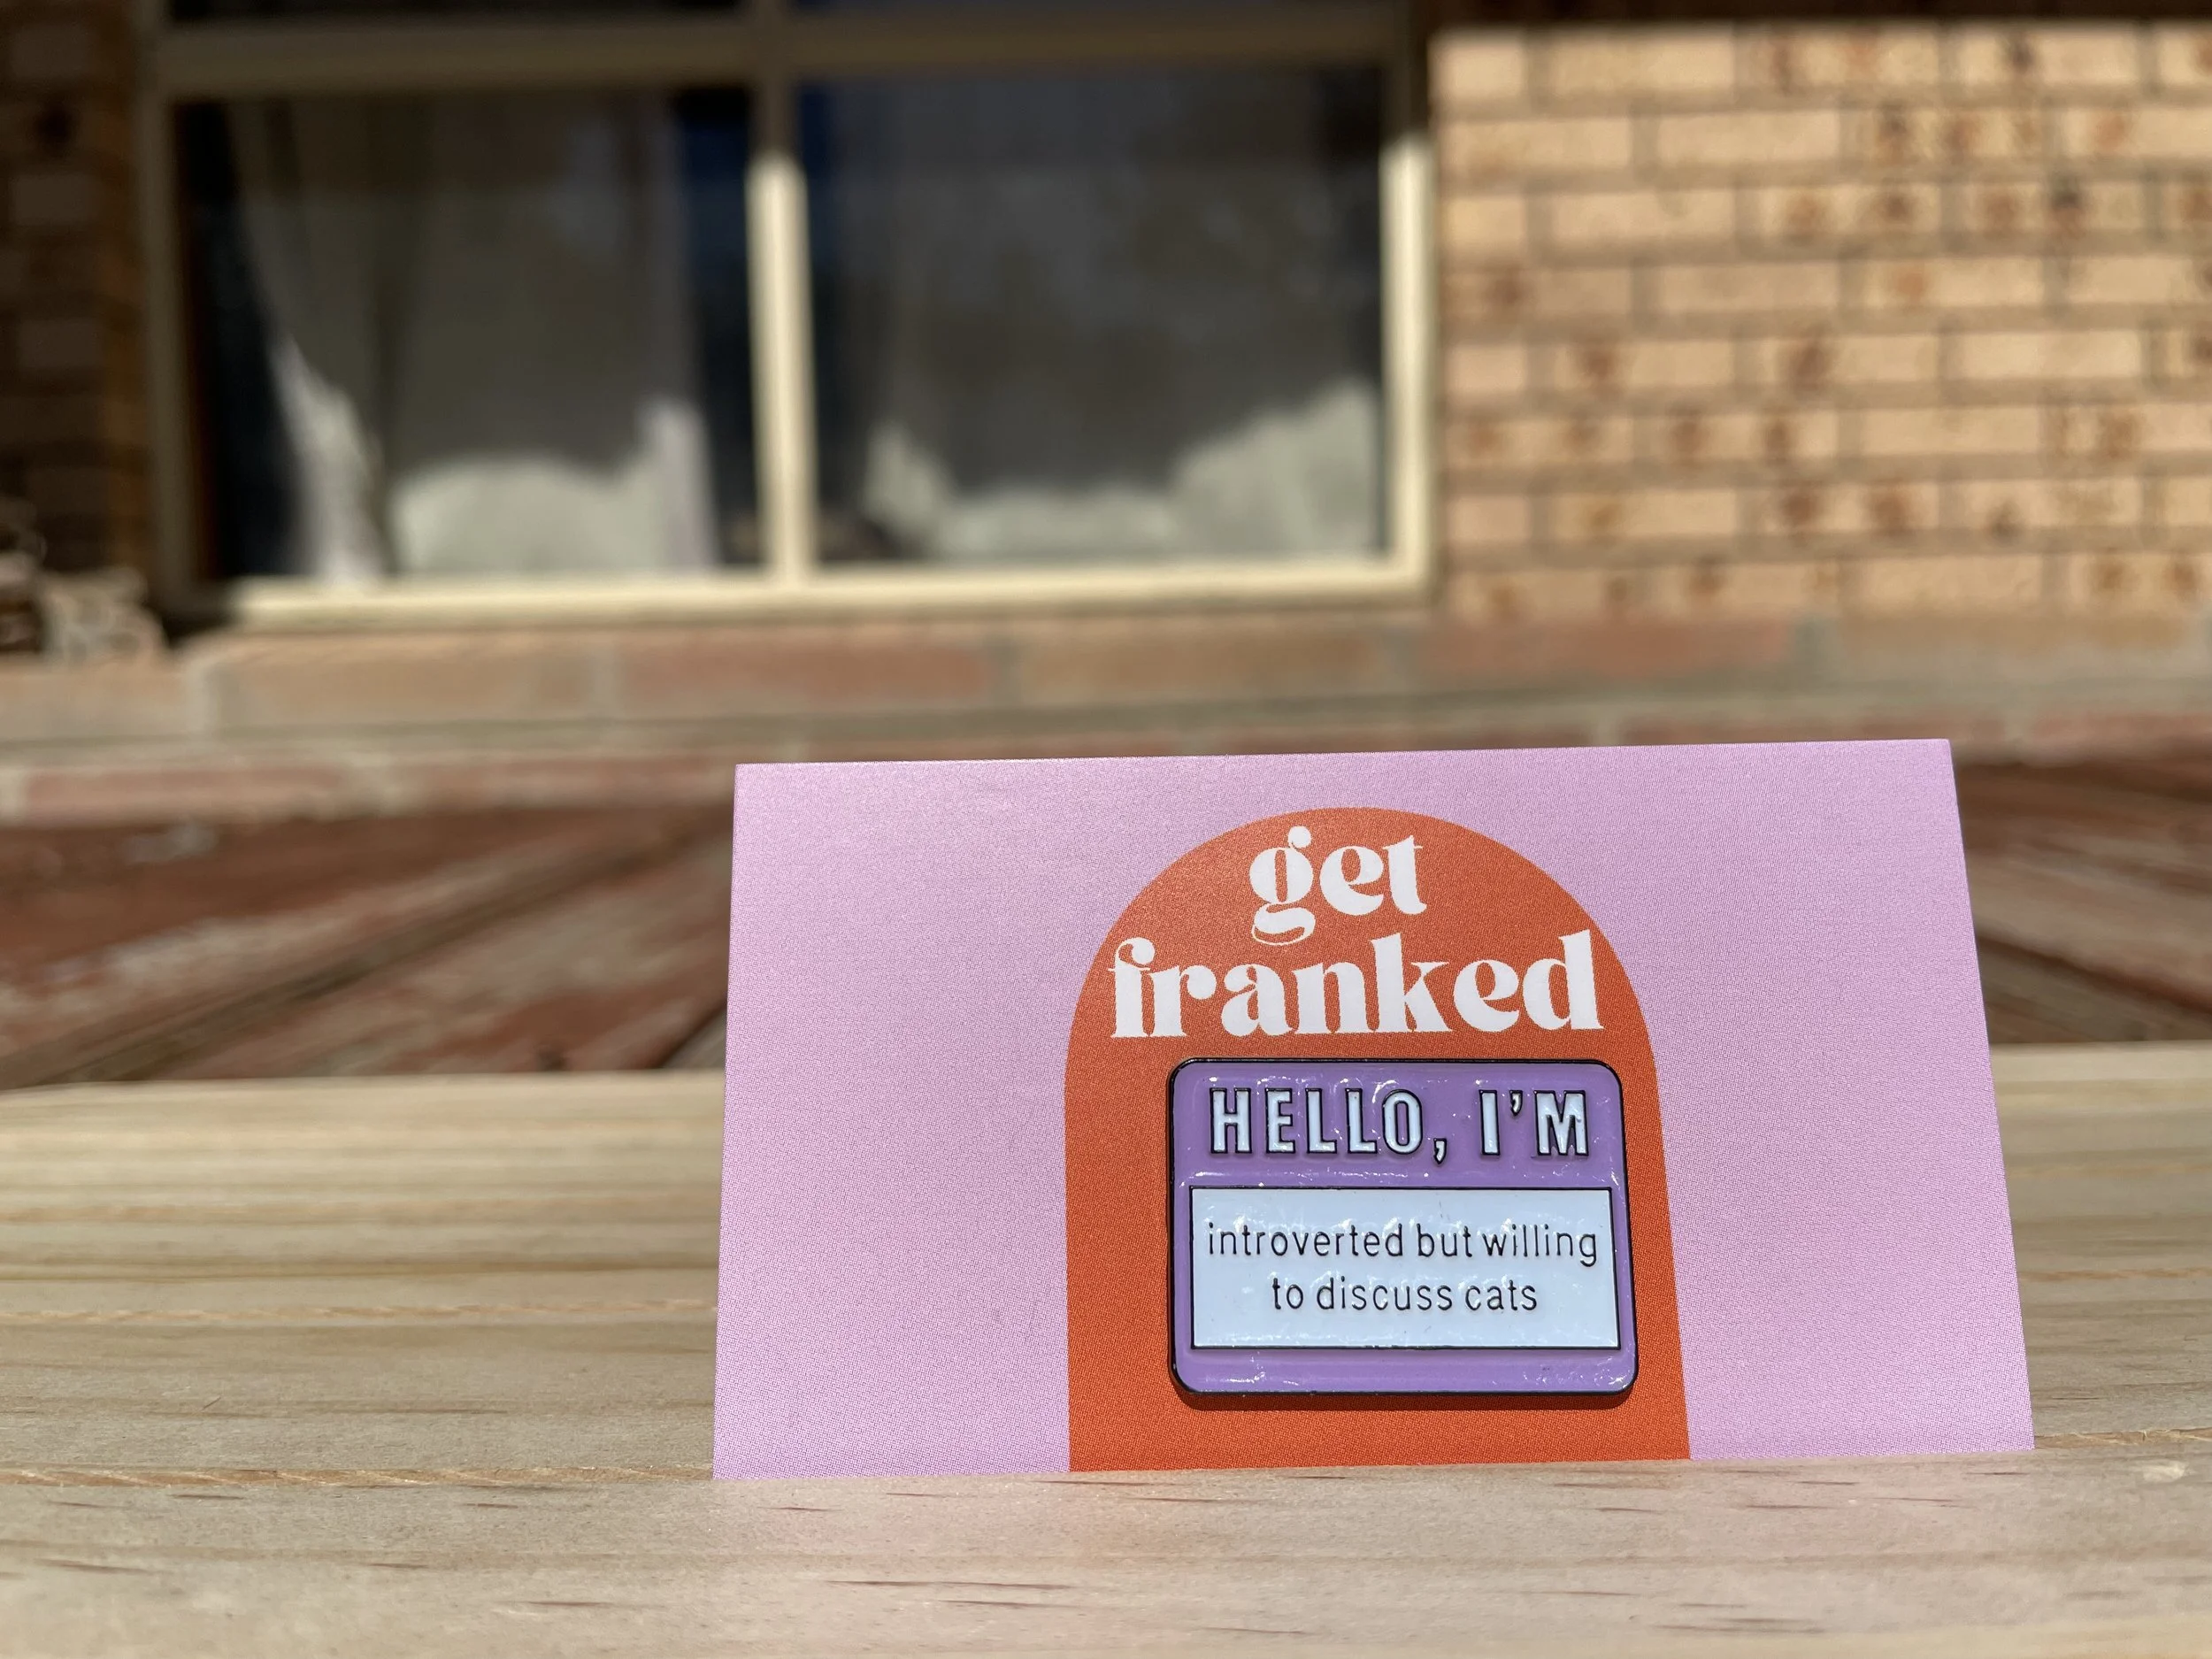 get
franked
HELLO, I'M
introverted but willing
to discuss cats